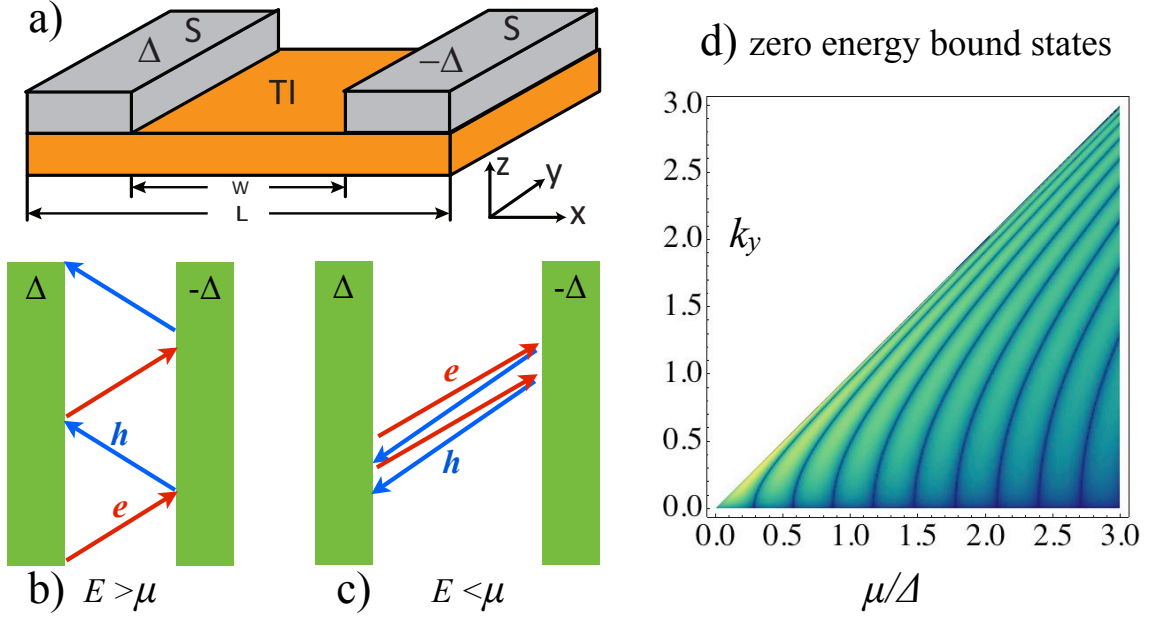 a)
S
Δ
TI
S
−Δ
W
L
z
y
x
Δ
-Δ
h
e
b) E >μ
Δ
-Δ
e
h
c) E <μ
d) zero energy bound states
3.0
2.5
2.0
1.5
1.0
0.5
0.0
k_y
0.0 0.5 1.0 1.5 2.0 2.5 3.0
μ/Δ